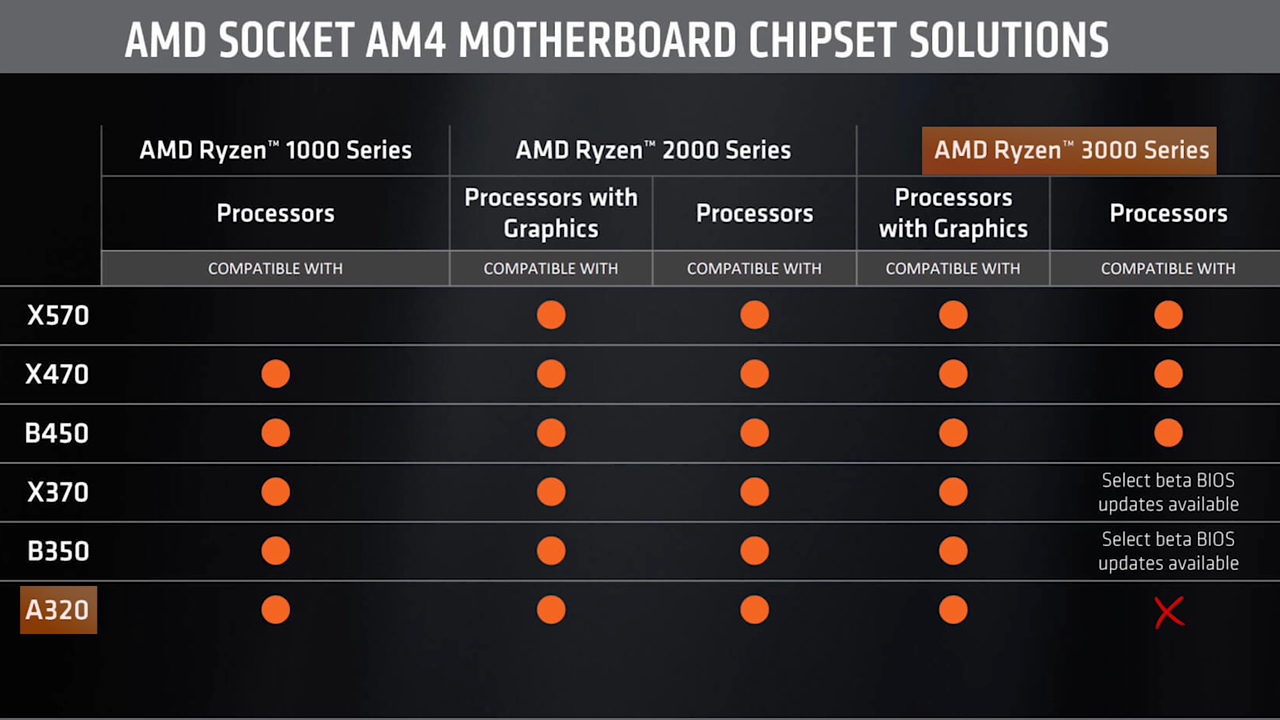 AMD SOCKET AM4 MOTHERBOARD CHIPSET SOLUTIONS
AMD Ryzen™ 1000 Series
AMD Ryzen™ 2000 Series
AMD Ryzen™ 3000 Series
Processors
Processors with
Graphics
Processors
Processors
with Graphics
Processors
COMPATIBLE WITH
COMPATIBLE WITH
COMPATIBLE WITH
COMPATIBLE WITH
COMPATIBLE WITH
X570
X470
B450
X370
Select beta BIOS
updates available
B350
Select beta BIOS
updates available
A320